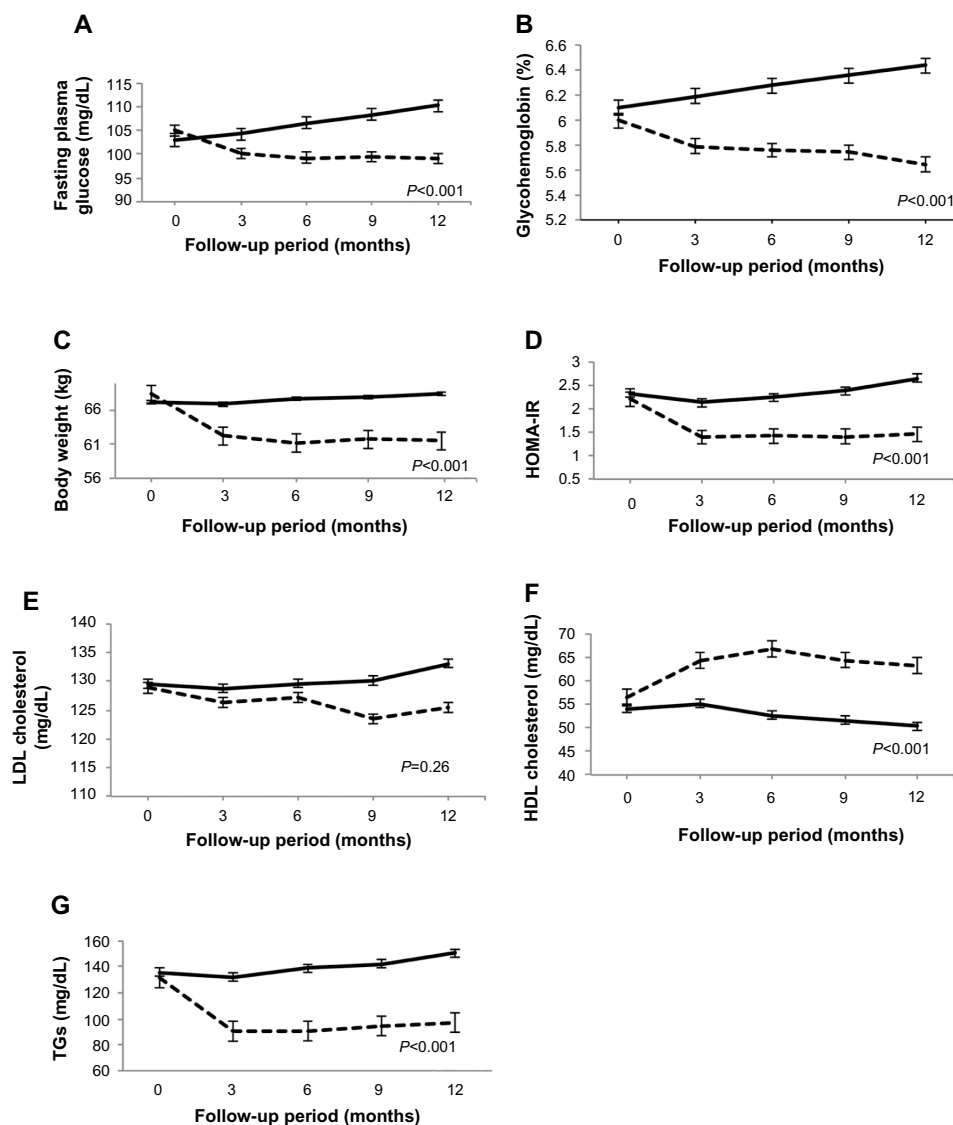 A
Fasting plasma
glucose (mg/dL)
115
110
105
100
95
90
P<0.001
0 3 6 9 12
Follow-up period (months)
B
Glycohemoglobin (%)
6.6
6.4
6.2
6
5.8
5.6
5.4
5.2
P<0.001
0 3 6 9 12
Follow-up period (months)
C
Body weight (kg)
66
61
56
P<0.001
0 3 6 9 12
Follow-up period (months)
D
HOMA-IR
3
2.5
2
1.5
1
0.5
P<0.001
0 3 6 9 12
Follow-up period (months)
E
LDL cholesterol
(mg/dL)
140
135
130
125
120
115
110
P=0.26
0 3 6 9 12
Follow-up period (months)
F
HDL cholesterol (mg/dL)
70
65
60
55
50
45
40
P<0.001
0 3 6 9 12
Follow-up period (months)
G
TGs (mg/dL)
160
140
120
100
80
60
P<0.001
0 3 6 9 12
Follow-up period (months)